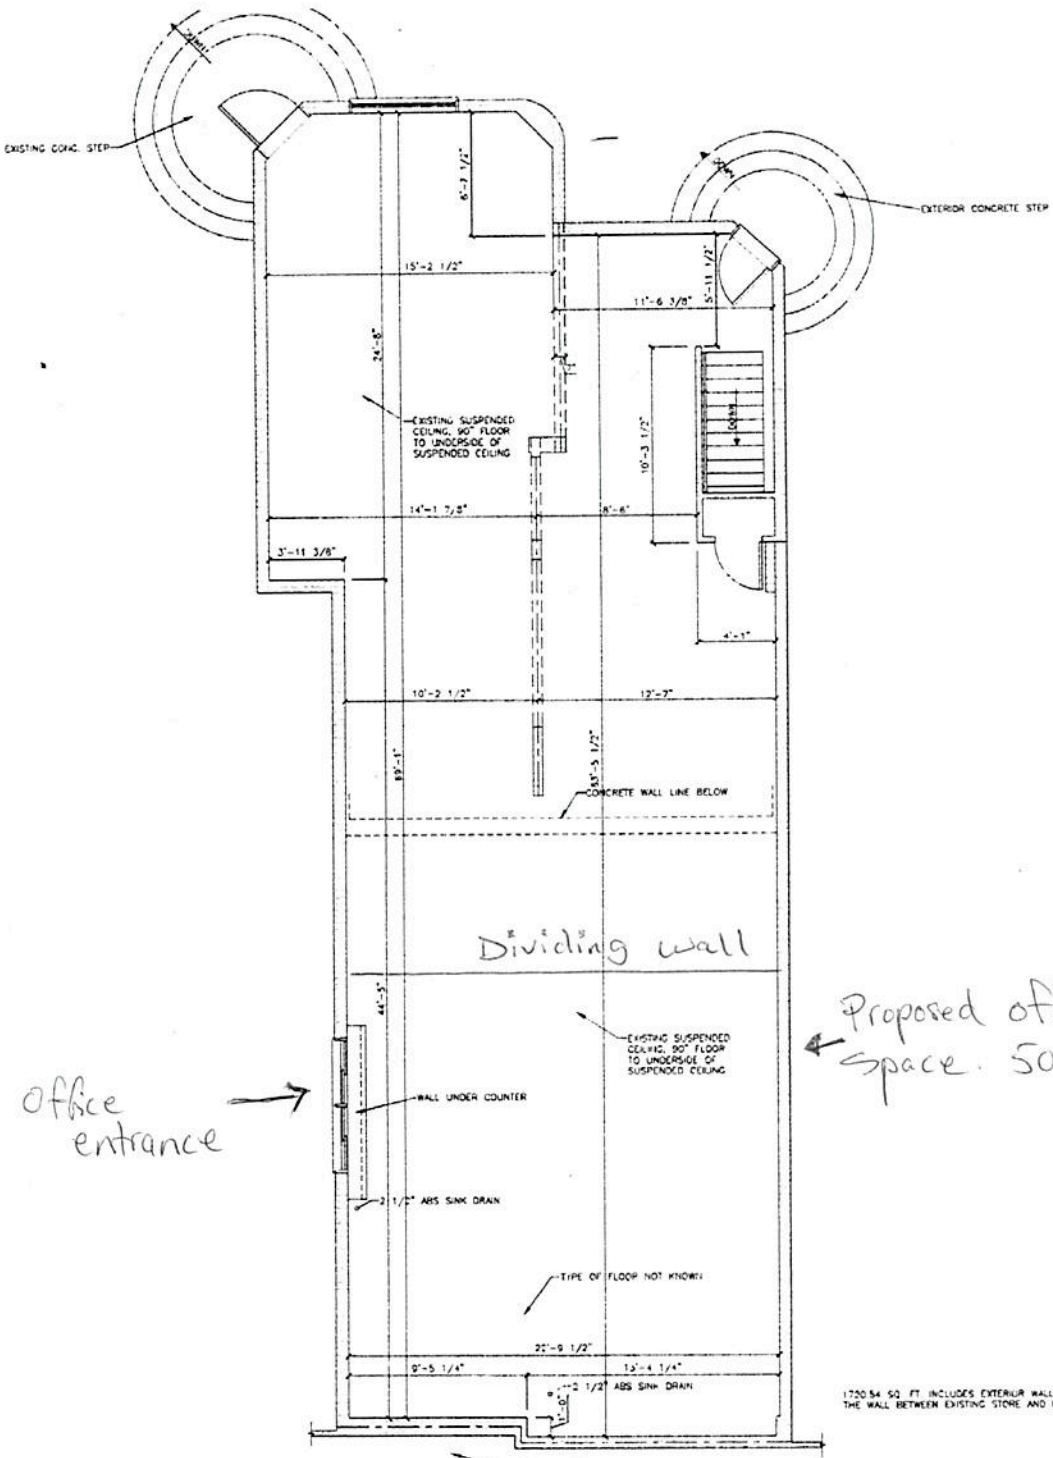 EXISTING CONC. STEP
EXTERIOR CONCRETE STEP
6'-7 1/2"
15'-2 1/2"
5'-11 1/2"
11'-6 3/8"
24'-8"
EXISTING SUSPENDED
CEILING, 90" FLOOR
TO UNDERSIDE OF
SUSPENDED CEILING
DOWN
10'-3 1/2"
14'-1 7/8"
8'-6"
3'-11 3/8"
4'-1"
10'-2 1/2"
12'-7"
69'-1"
63'-5 1/2"
CONCRETE WALL LINE BELOW
Dividing wall
44'-5"
Proposed of
space. 50
EXISTING SUSPENDED
CEILING, 90" FLOOR
TO UNDERSIDE OF
SUSPENDED CEILING
Office
entrance
WALL UNDER COUNTER
2 1/2" ABS SINK DRAIN
TYPE OF FLOOR NOT KNOWN
22'-9 1/2"
9'-5 1/4"
13'-4 1/4"
2 1/2" ABS SINK DRAIN
1'-0"
1720.54 SQ. FT. INCLUDES EXTERIOR WALL
THE WALL BETWEEN EXISTING STORE AND